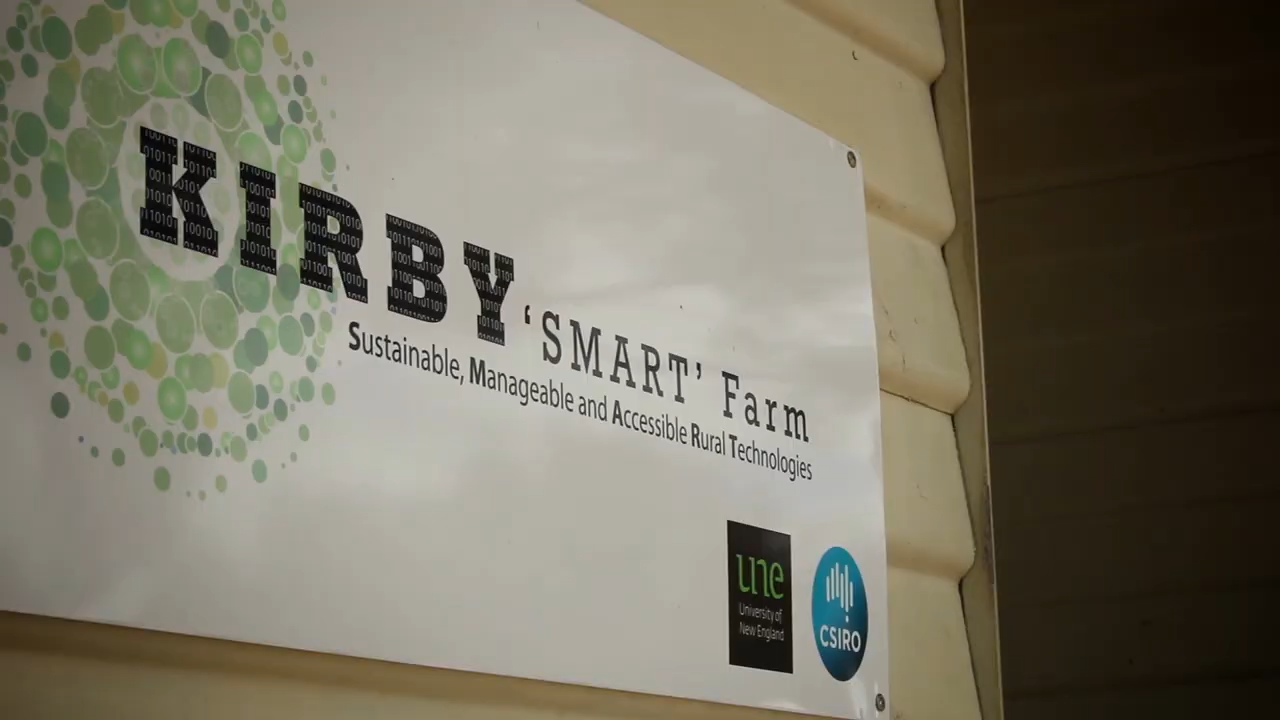 KIRBY 'SMART' Farm
Sustainable, Manageable and Accessible Rural Technologies
une
University of
New England
CSIRO